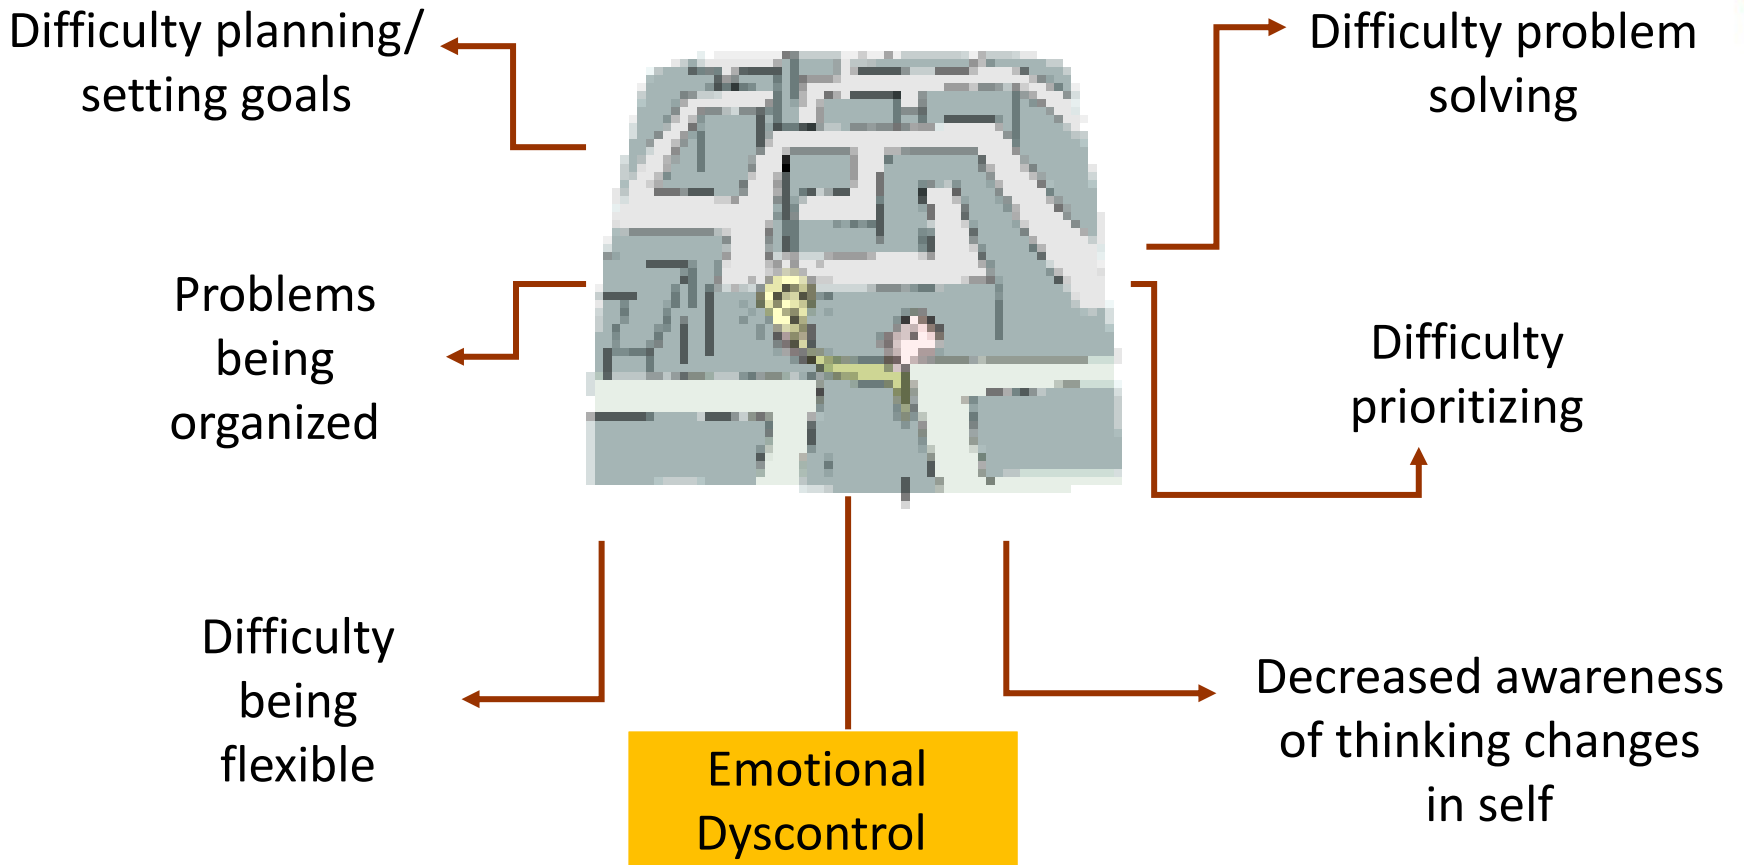 Difficulty planning/
setting goals
Difficulty problem
solving
Problems
being
organized
Difficulty
prioritizing
Difficulty
being
flexible
Decreased awareness
of thinking changes
in self
Emotional
Dyscontrol